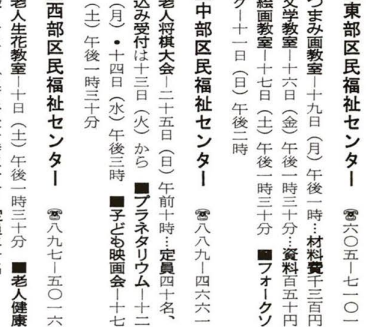 東部区民福祉センター ☎六〇五―七一〇一
つまみ画教室―十九日（月）午後一時…材料費千三百円
文学教室―十六日（金）午後一時三十分…資料百五十円
絵画教室―十七日（土）午後一時三十分 ■フォークソ
グ―十一日（日）午後二時
中部区民福祉センター ☎八八九―四六六一
老人将棋大会―二十五日（日）午前十時…定員四十名、
込み受付は十三日（火）から ■プラネタリウム―十二
（月）・十四日（水）午後三時 ■子ども映画会―十七
（土）午後一時三十分
西部区民福祉センター ☎八九七―五〇一六
老人生花教室―十日（土）午後一時三十分 ■老人健康